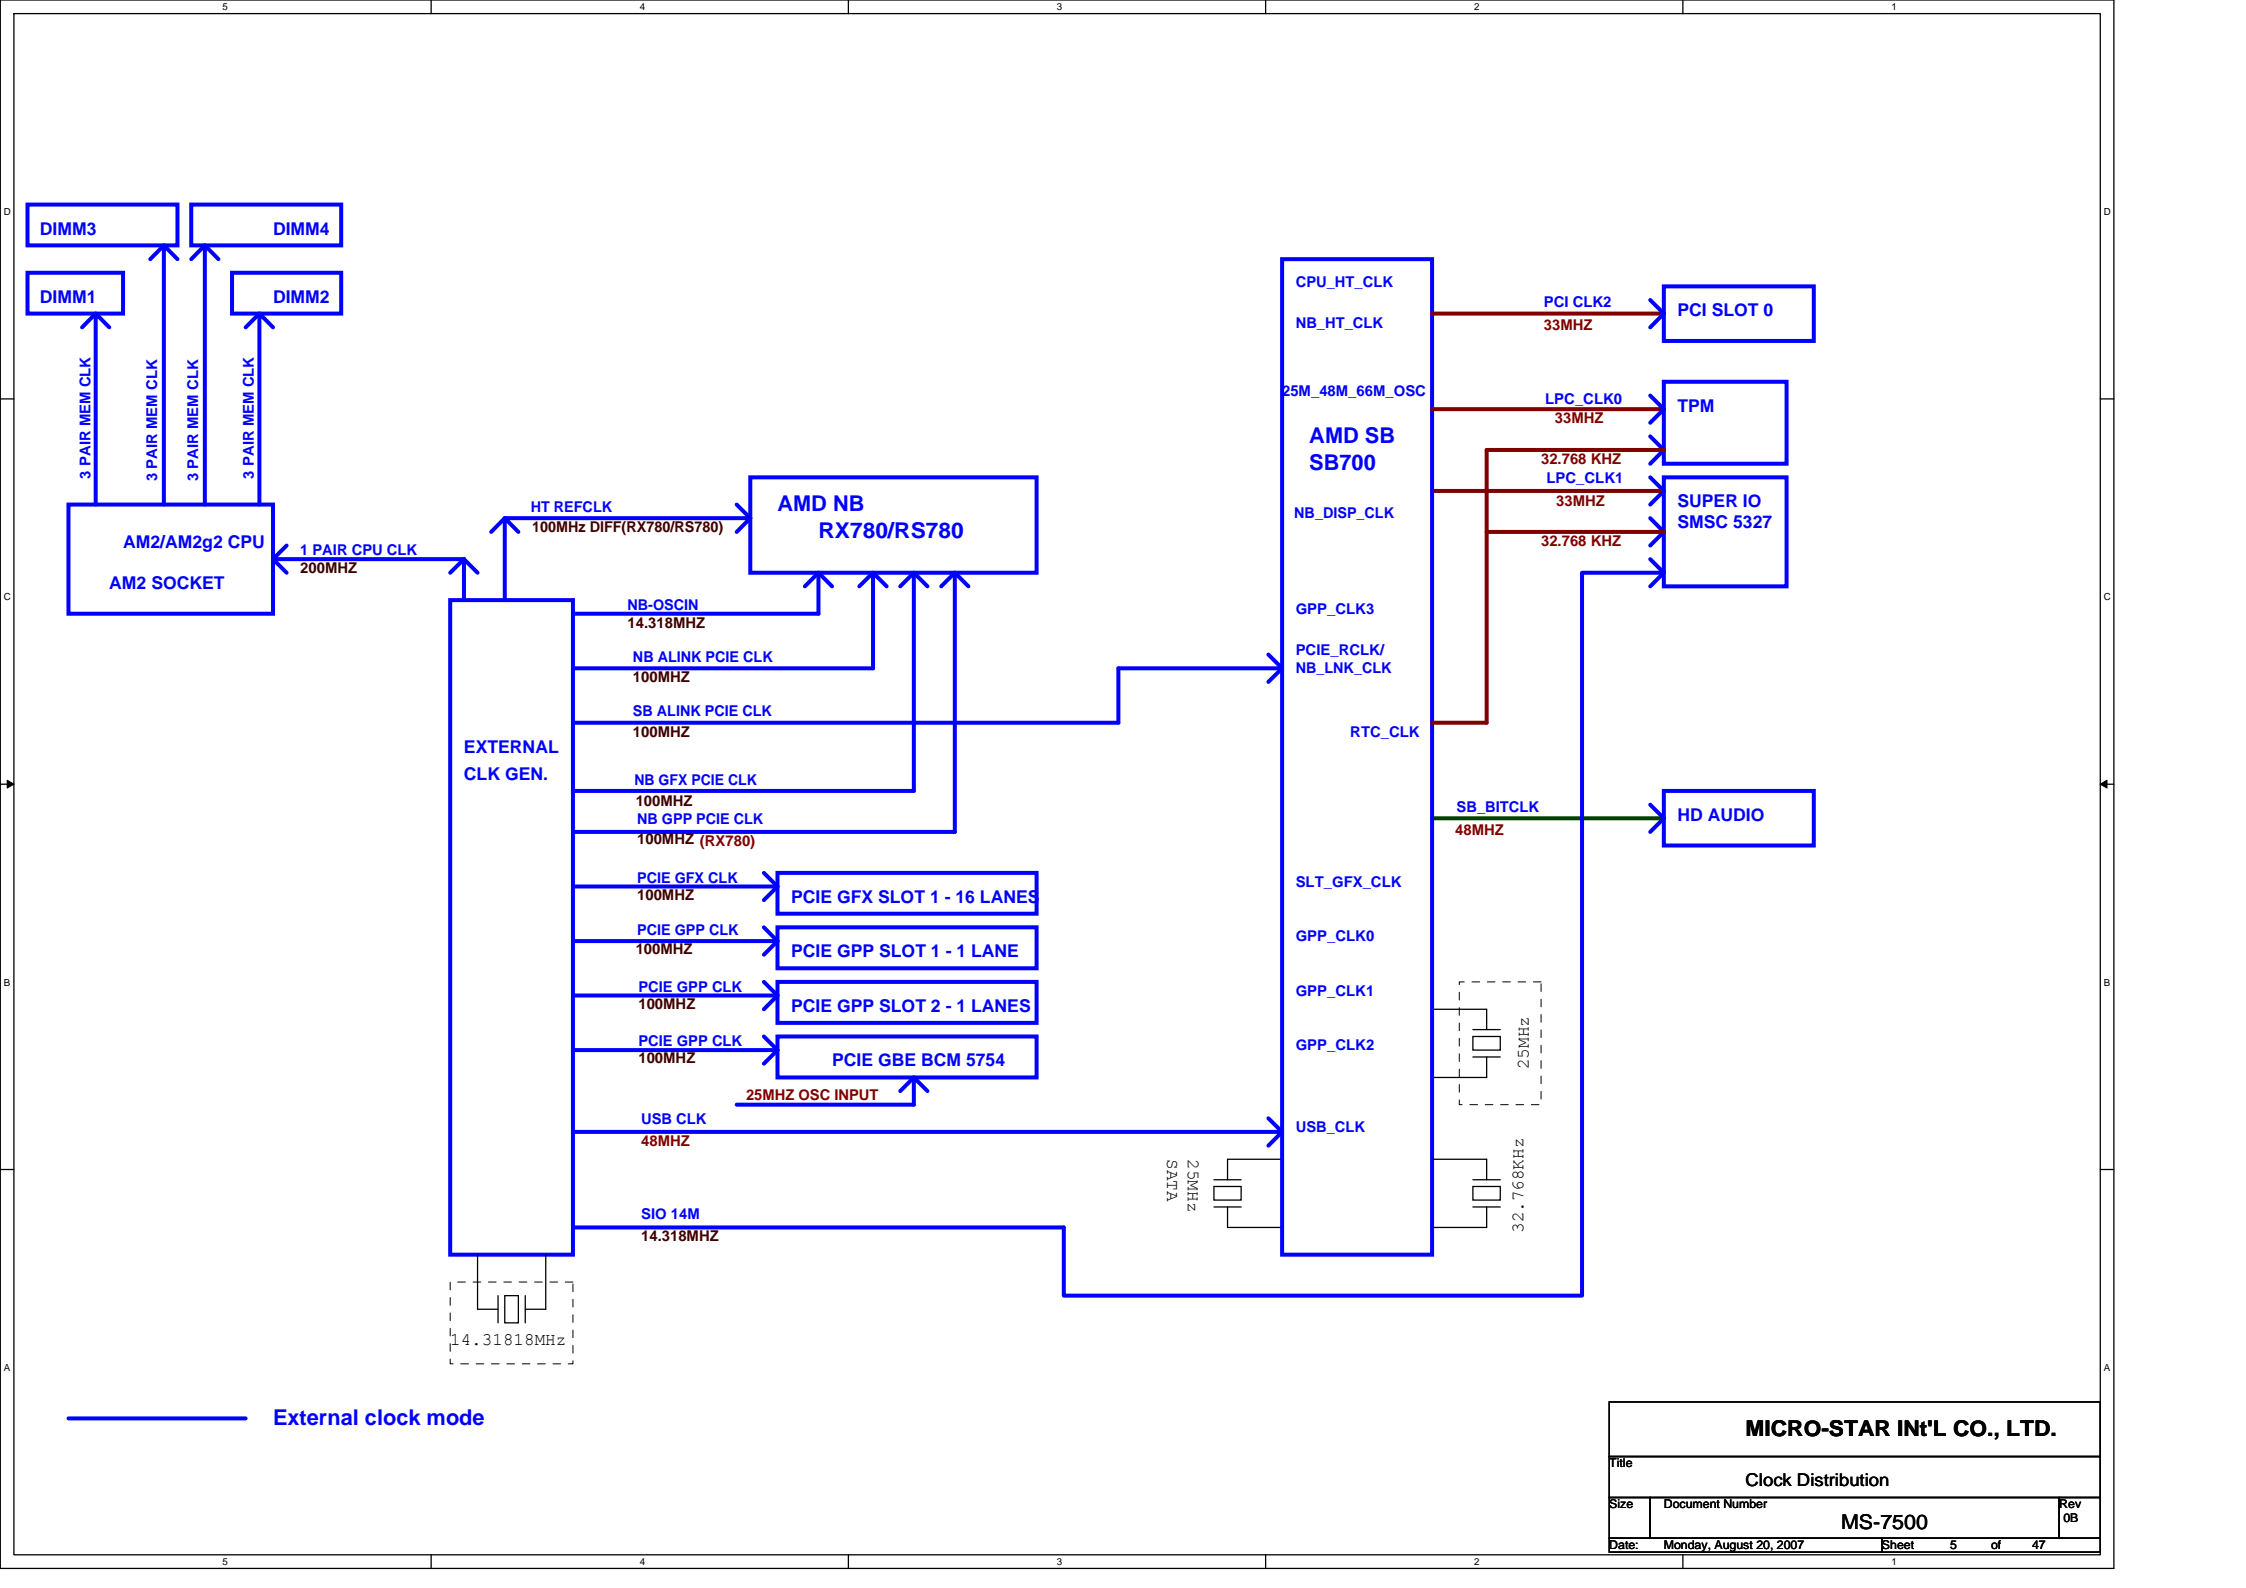 5 4 3 2 1
D D
C C
B B
A A
DIMM3
DIMM4
DIMM1
DIMM2
3 PAIR MEM CLK
3 PAIR MEM CLK
3 PAIR MEM CLK
3 PAIR MEM CLK
AM2/AM2g2 CPU
AM2 SOCKET
1 PAIR CPU CLK
200MHZ
HT REFCLK
100MHz DIFF(RX780/RS780)
AMD NB
RX780/RS780
EXTERNAL
CLK GEN.
NB-OSCIN
14.318MHZ
NB ALINK PCIE CLK
100MHZ
SB ALINK PCIE CLK
100MHZ
NB GFX PCIE CLK
100MHZ
NB GPP PCIE CLK
100MHZ (RX780)
PCIE GFX CLK
100MHZ
PCIE GFX SLOT 1 - 16 LANES
PCIE GPP CLK
100MHZ
PCIE GPP SLOT 1 - 1 LANE
PCIE GPP CLK
100MHZ
PCIE GPP SLOT 2 - 1 LANES
PCIE GPP CLK
100MHZ
PCIE GBE BCM 5754
25MHZ OSC INPUT
USB CLK
48MHZ
SIO 14M
14.318MHZ
14.31818MHz
CPU_HT_CLK
NB_HT_CLK
25M_48M_66M_OSC
AMD SB
SB700
NB_DISP_CLK
GPP_CLK3
PCIE_RCLK/
NB_LNK_CLK
RTC_CLK
SLT_GFX_CLK
GPP_CLK0
GPP_CLK1
GPP_CLK2
USB_CLK
25MHz
SATA
25MHz
32.768KHz
PCI CLK2
33MHZ
PCI SLOT 0
LPC_CLK0
33MHZ
TPM
32.768 KHZ
LPC_CLK1
33MHZ
SUPER IO
SMSC 5327
32.768 KHZ
SB_BITCLK
48MHZ
HD AUDIO
External clock mode
MICRO-STAR INt'L CO., LTD.
Title
Clock Distribution
Size Document Number Rev
MS-7500 0B
Date: Monday, August 20, 2007 Sheet 5 of 47
5 4 3 2 1